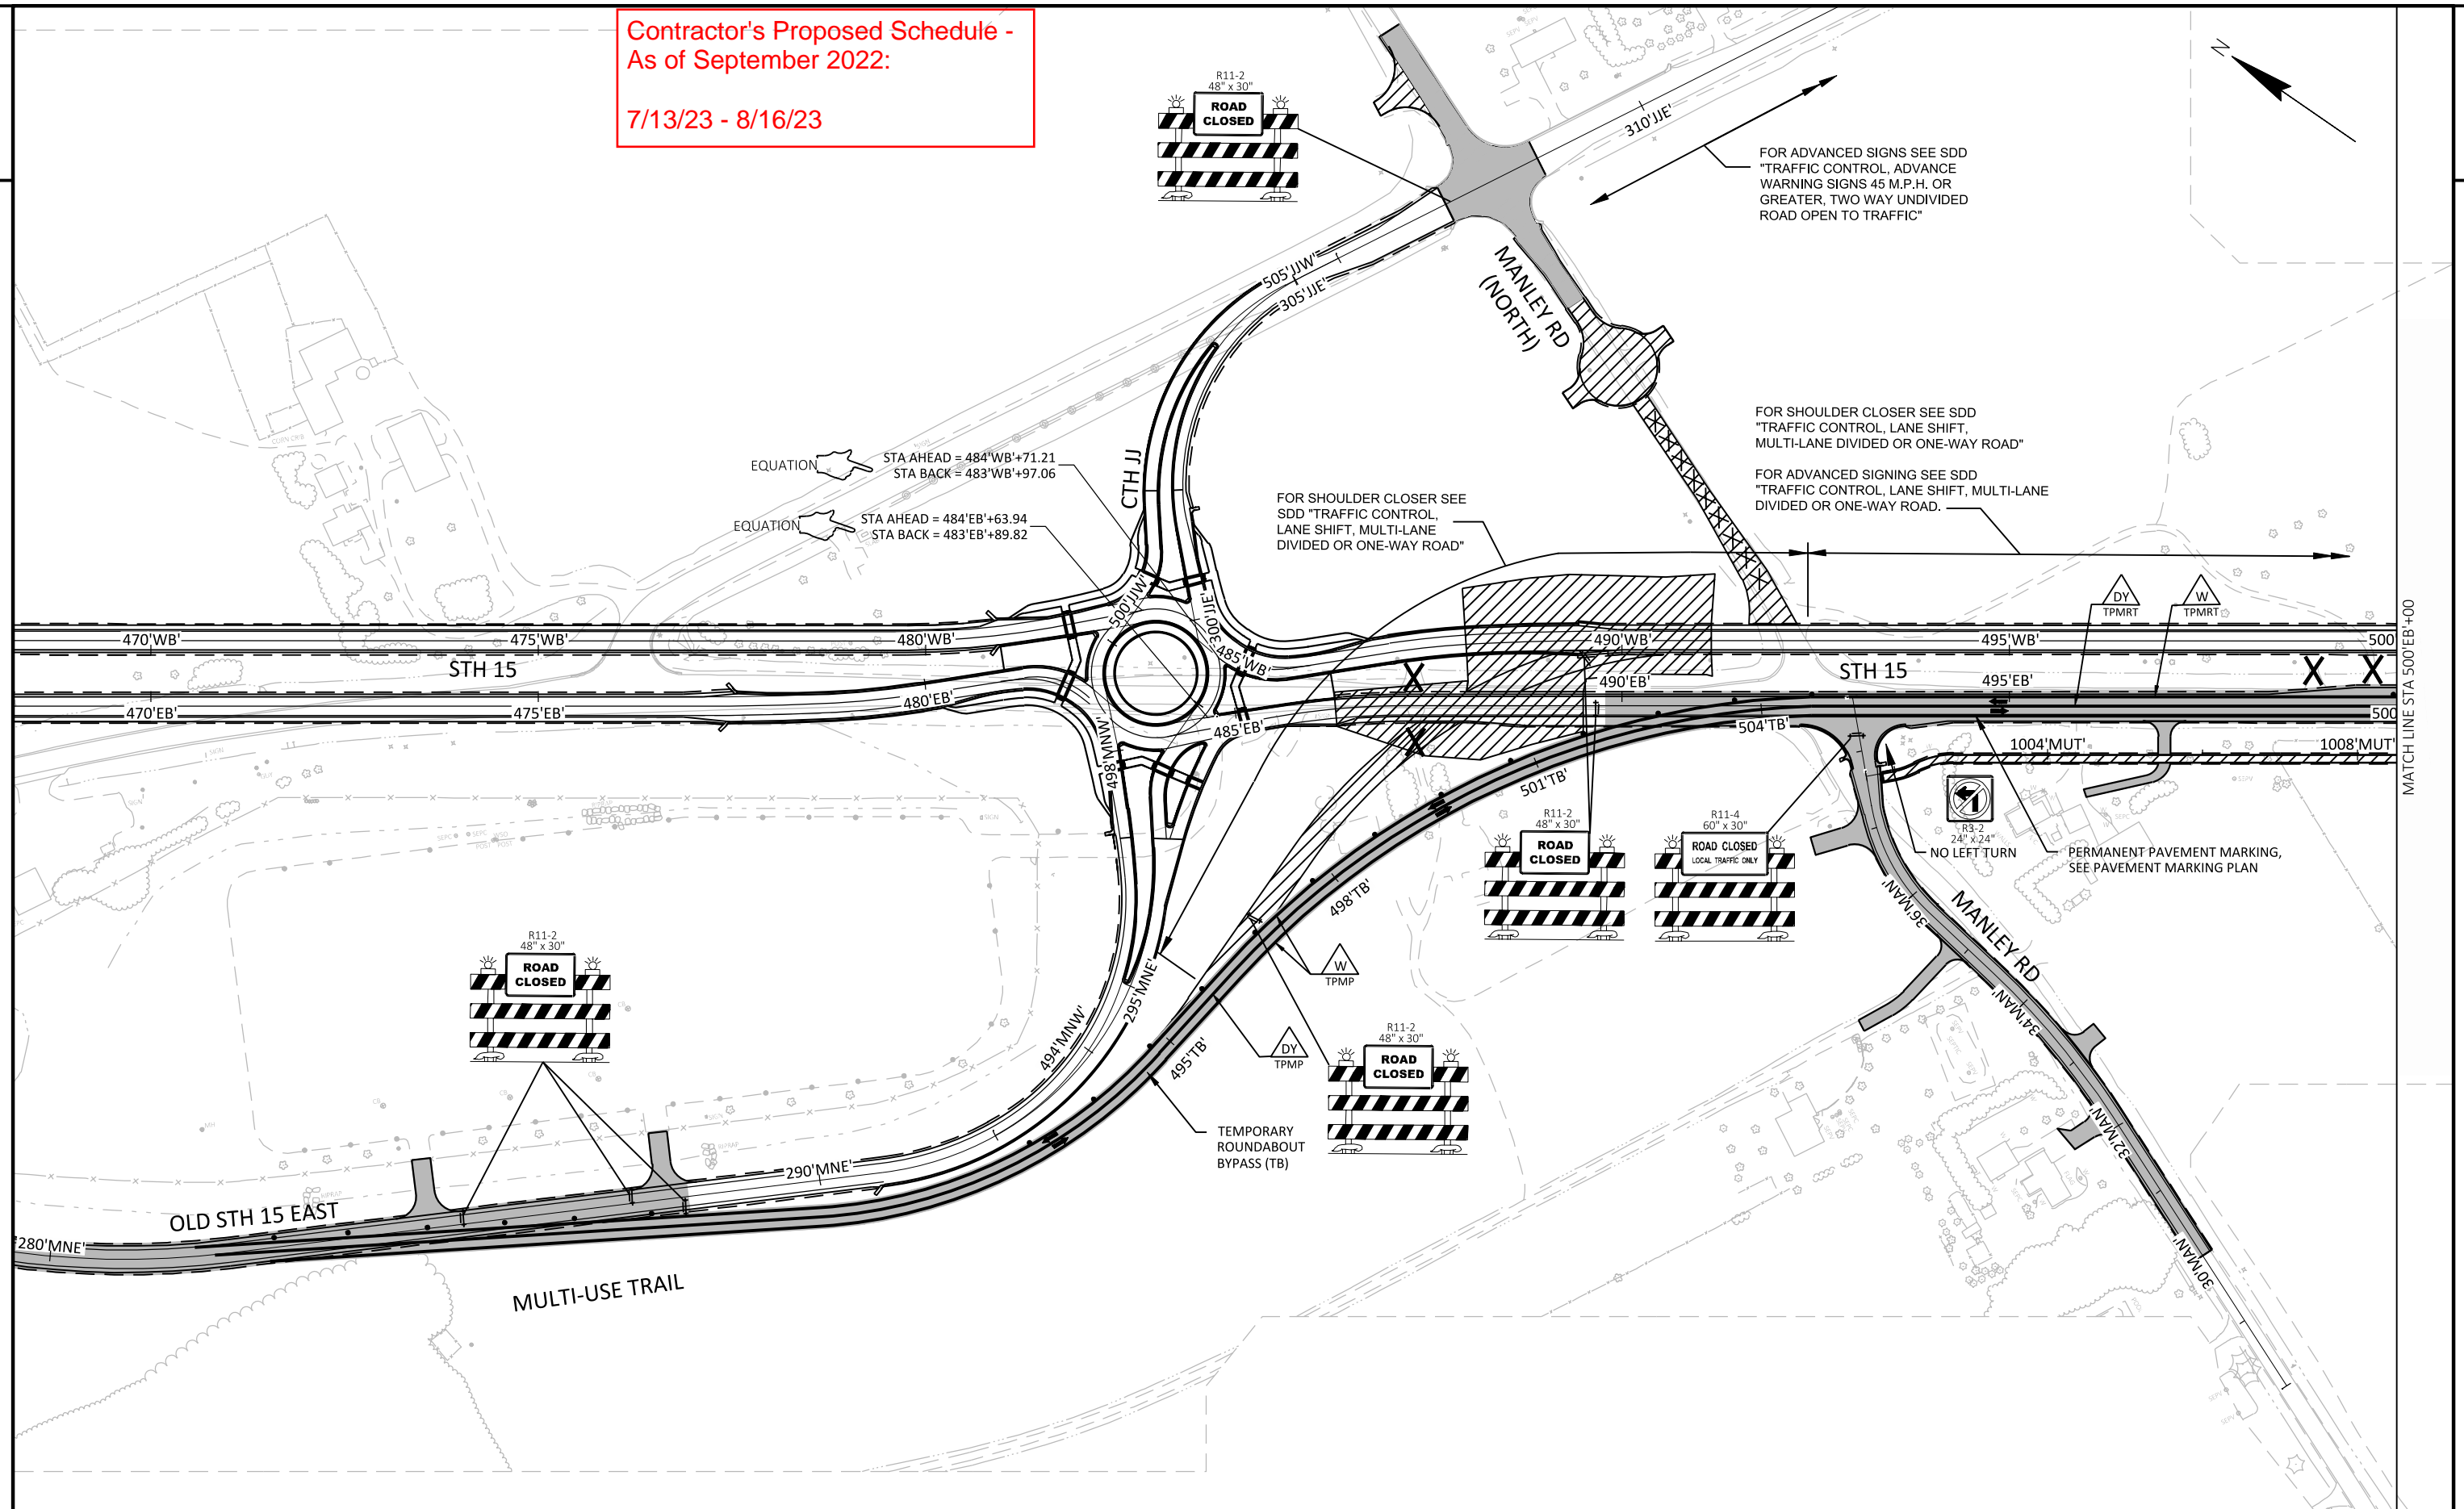 Contractor's Proposed Schedule -
As of September 2022:
7/13/23 - 8/16/23
R11-2
48" x 30"
ROAD
CLOSED
N
310'JJE'
FOR ADVANCED SIGNS SEE SDD
"TRAFFIC CONTROL, ADVANCE
WARNING SIGNS 45 M.P.H. OR
GREATER, TWO WAY UNDIVIDED
ROAD OPEN TO TRAFFIC"
505'JJW'
305'JJE'
MANLEY RD
(NORTH)
CORN CRIB
EQUATION
STA AHEAD = 484'WB'+71.21
STA BACK = 483'WB'+97.06
EQUATION
STA AHEAD = 484'EB'+63.94
STA BACK = 483'EB'+89.82
CTH JJ
FOR SHOULDER CLOSER SEE
SDD "TRAFFIC CONTROL,
LANE SHIFT, MULTI-LANE
DIVIDED OR ONE-WAY ROAD"
FOR SHOULDER CLOSER SEE SDD
"TRAFFIC CONTROL, LANE SHIFT,
MULTI-LANE DIVIDED OR ONE-WAY ROAD"
FOR ADVANCED SIGNING SEE SDD
"TRAFFIC CONTROL, LANE SHIFT, MULTI-LANE
DIVIDED OR ONE-WAY ROAD.
500'JJW'
300'JJE'
DY
TPMRT
W
TPMRT
470'WB'
475'WB'
480'WB'
485'WB'
490'WB'
495'WB'
500'
STH 15
STH 15
470'EB'
475'EB'
480'EB'
485'EB'
490'EB'
495'EB'
500
MATCH LINE STA 500'EB'+00
498'MNW'
504'TB'
1004'MUT'
1008'MUT'
501'TB'
R11-2
48" x 30"
ROAD
CLOSED
R11-4
60" x 30"
ROAD CLOSED
LOCAL TRAFFIC ONLY
R3-2
24" x 24"
NO LEFT TURN
PERMANENT PAVEMENT MARKING,
SEE PAVEMENT MARKING PLAN
498'TB'
36'MAN'
MANLEY RD
34'MAN'
32'MAN'
30'MAN'
W
TPMP
DY
TPMP
R11-2
48" x 30"
ROAD
CLOSED
R11-2
48" x 30"
ROAD
CLOSED
295'MNE'
494'MNW'
495'TB'
TEMPORARY
ROUNDABOUT
BYPASS (TB)
290'MNE'
OLD STH 15 EAST
'280'MNE'
MULTI-USE TRAIL